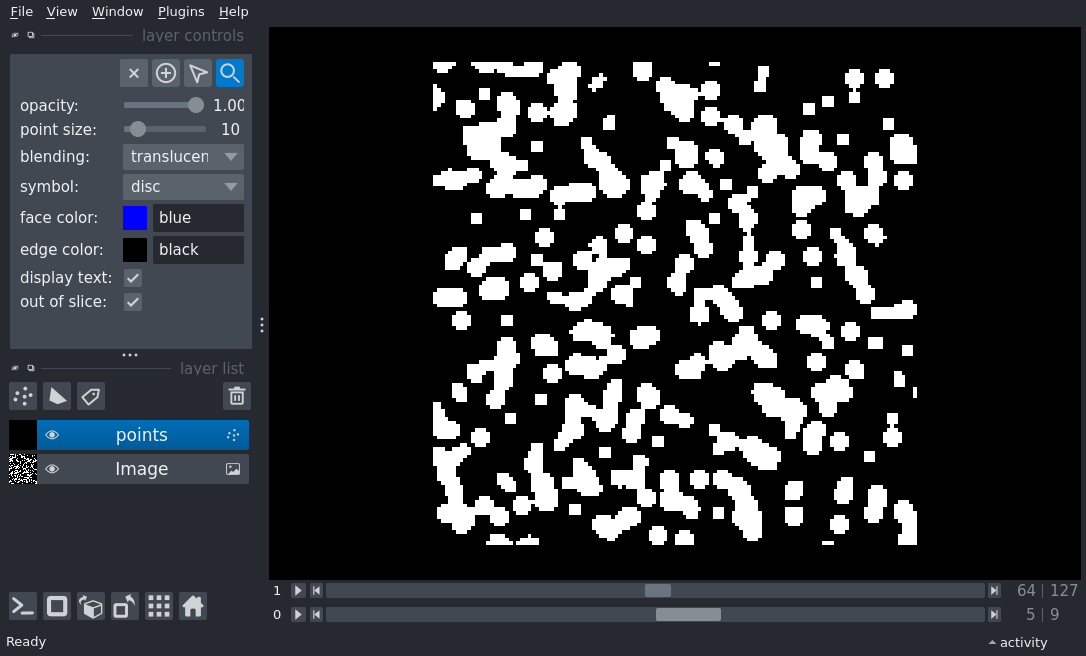 File View Window Plugins Help
layer controls
opacity: 1.00
point size: 10
blending: translucen
symbol: disc
face color: blue
edge color: black
display text:
out of slice:
layer list
points
Image
1 64 127
0 5 9
Ready activity